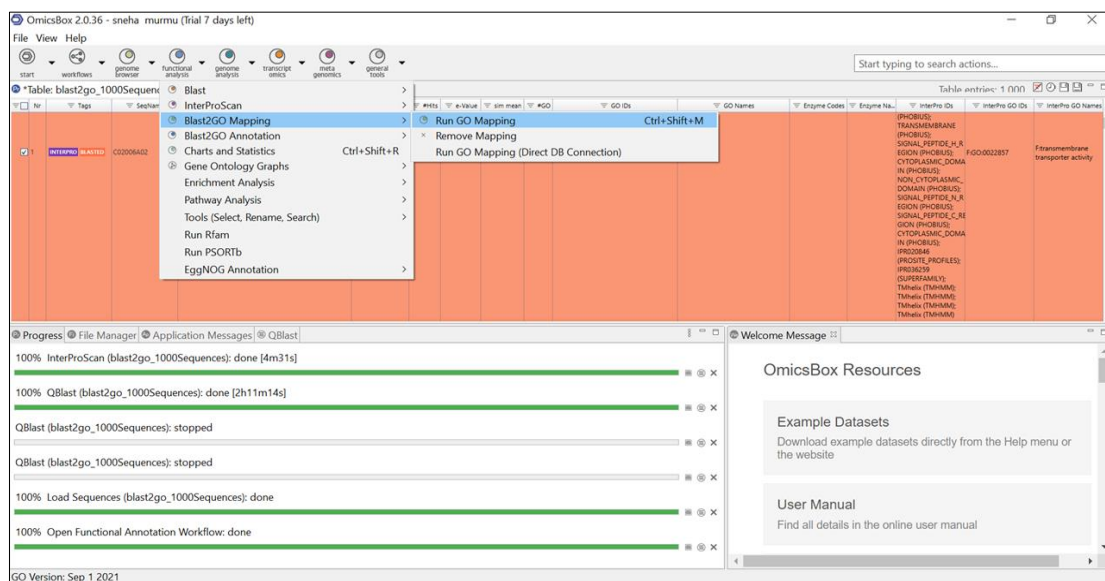 OmicsBox 2.0.36 - sneha murmu (Trial 7 days left)
File View Help
start workflows genome browser functional analysis genome analysis transcript omics meta genomics general tools
Start typing to search actions...
*Table: blast2go_1000Sequenc
Table entries: 1 000
Nr Tags SeqNam #Hits e-Value sim mean #GO GO IDs GO Names Enzyme Codes Enzyme Na... InterPro IDs InterPro GO IDs InterPro GO Names
1 INTERPRO BLASTED C02006A02
Blast
InterProScan
Blast2GO Mapping
Blast2GO Annotation
Charts and Statistics Ctrl+Shift+R
Gene Ontology Graphs
Enrichment Analysis
Pathway Analysis
Tools (Select, Rename, Search)
Run Rfam
Run PSORTb
EggNOG Annotation
Run GO Mapping Ctrl+Shift+M
Remove Mapping
Run GO Mapping (Direct DB Connection)
(PHOBIUS);
TRANSMEMBRANE
(PHOBIUS);
SIGNAL_PEPTIDE_H_R
EGION (PHOBIUS);
CYTOPLASMIC_DOMA
IN (PHOBIUS);
NON_CYTOPLASMIC_
DOMAIN (PHOBIUS);
SIGNAL_PEPTIDE_N_R
EGION (PHOBIUS);
SIGNAL_PEPTIDE_C_RE
GION (PHOBIUS);
CYTOPLASMIC_DOMA
IN (PHOBIUS);
IPR020846
(PROSITE_PROFILES);
IPR036259
(SUPERFAMILY);
TMhelix (TMHMM);
TMhelix (TMHMM);
TMhelix (TMHMM);
TMhelix (TMHMM)
F:GO:0022857
F:transmembrane
transporter activity
Progress File Manager Application Messages QBlast
100% InterProScan (blast2go_1000Sequences): done [4m31s]
100% QBlast (blast2go_1000Sequences): done [2h11m14s]
QBlast (blast2go_1000Sequences): stopped
QBlast (blast2go_1000Sequences): stopped
100% Load Sequences (blast2go_1000Sequences): done
100% Open Functional Annotation Workflow: done
Welcome Message
OmicsBox Resources
Example Datasets
Download example datasets directly from the Help menu or
the website
User Manual
Find all details in the online user manual
GO Version: Sep 1 2021